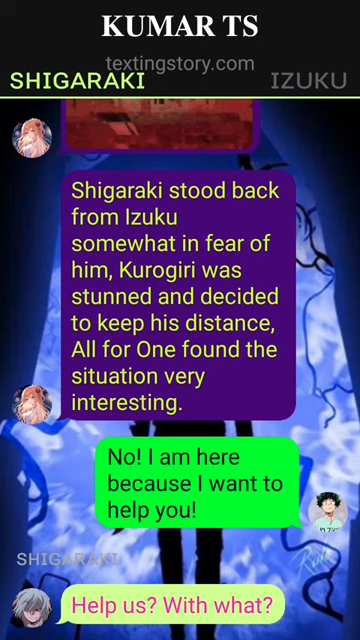 KUMAR TS
textingstory.com
SHIGARAKI IZUKU
Shigaraki stood back
from Izuku
somewhat in fear of
him, Kurogiri was
stunned and decided
to keep his distance,
All for One found the
situation very
interesting.
No! I am here
because I want to
help you!
SHIGARAKI
Help us? With what?